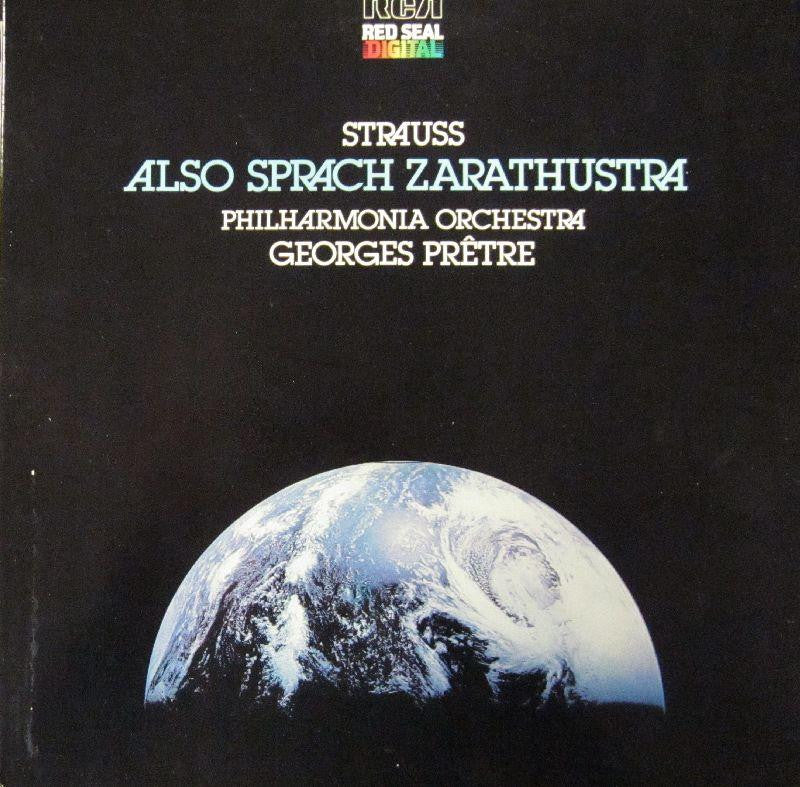 RCA
RED SEAL
DIGITAL
STRAUSS
ALSO SPRACH ZARATHUSTRA
PHILHARMONIA ORCHESTRA
GEORGES PRÊTRE